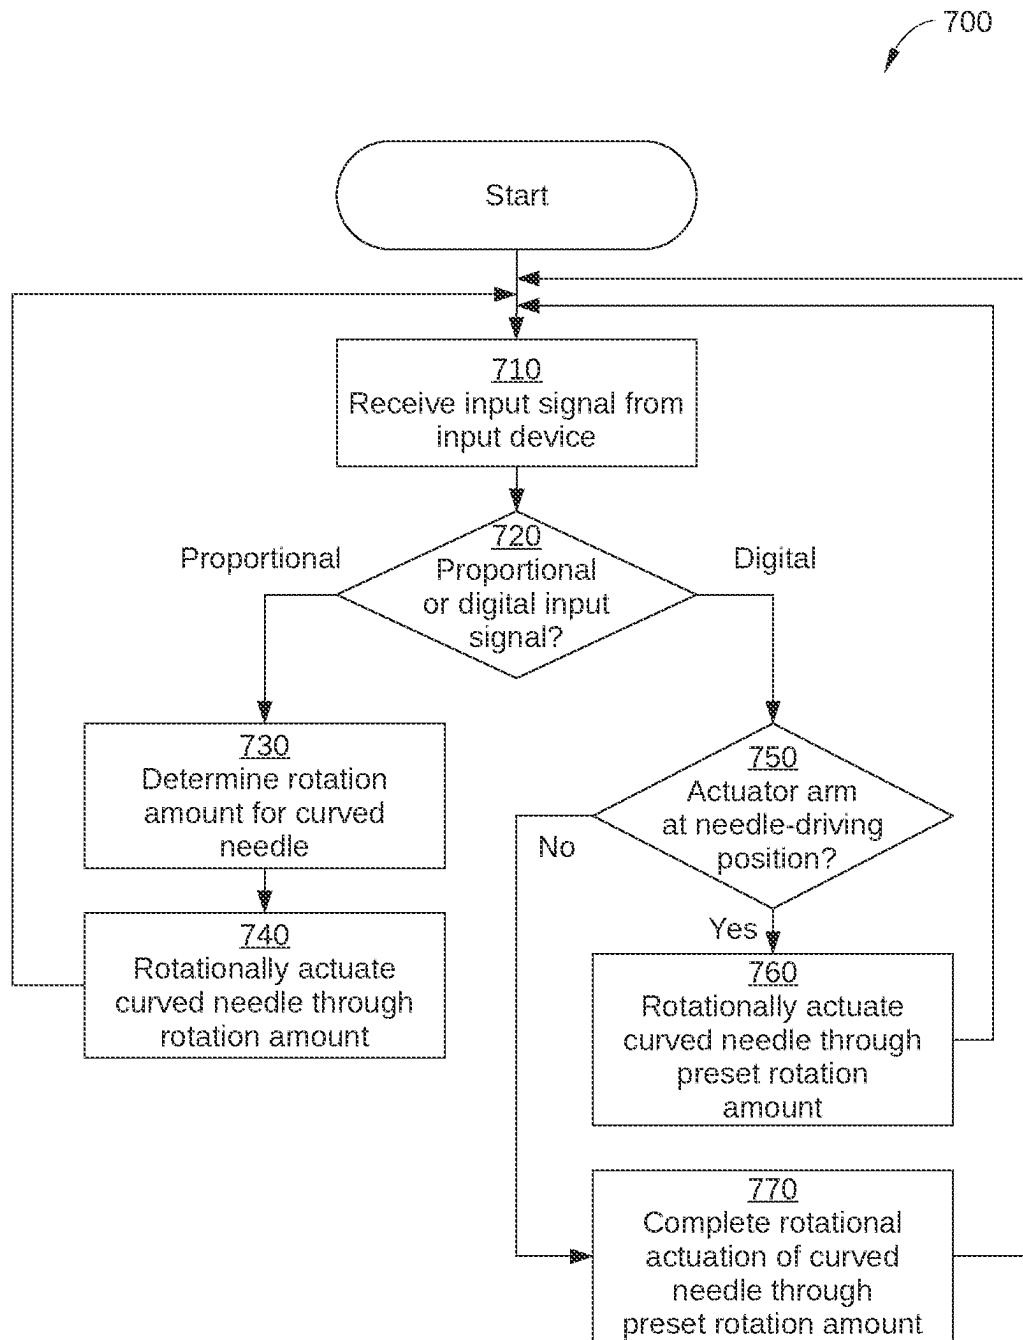 700
Start
710
Receive input signal from
input device
720
Proportional
or digital input
signal?
Proportional
Digital
730
Determine rotation
amount for curved
needle
740
Rotationally actuate
curved needle through
rotation amount
750
Actuator arm
at needle-driving
position?
No
Yes
760
Rotationally actuate
curved needle through
preset rotation
amount
770
Complete rotational
actuation of curved
needle through
preset rotation amount